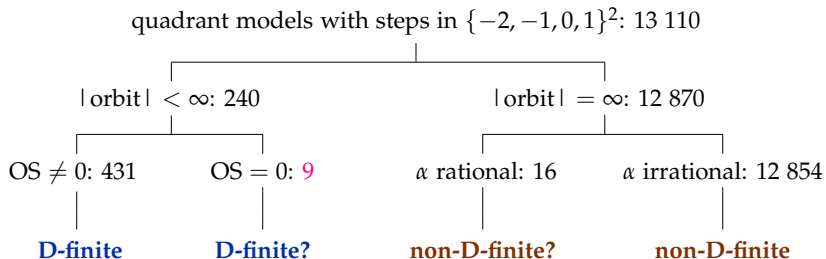 quadrant models with steps in {−2, −1, 0, 1}²: 13 110
|orbit| < ∞: 240 |orbit| = ∞: 12 870
OS ≠ 0: 431 OS = 0: 9 α rational: 16 α irrational: 12 854
D-finite D-finite? non-D-finite? non-D-finite